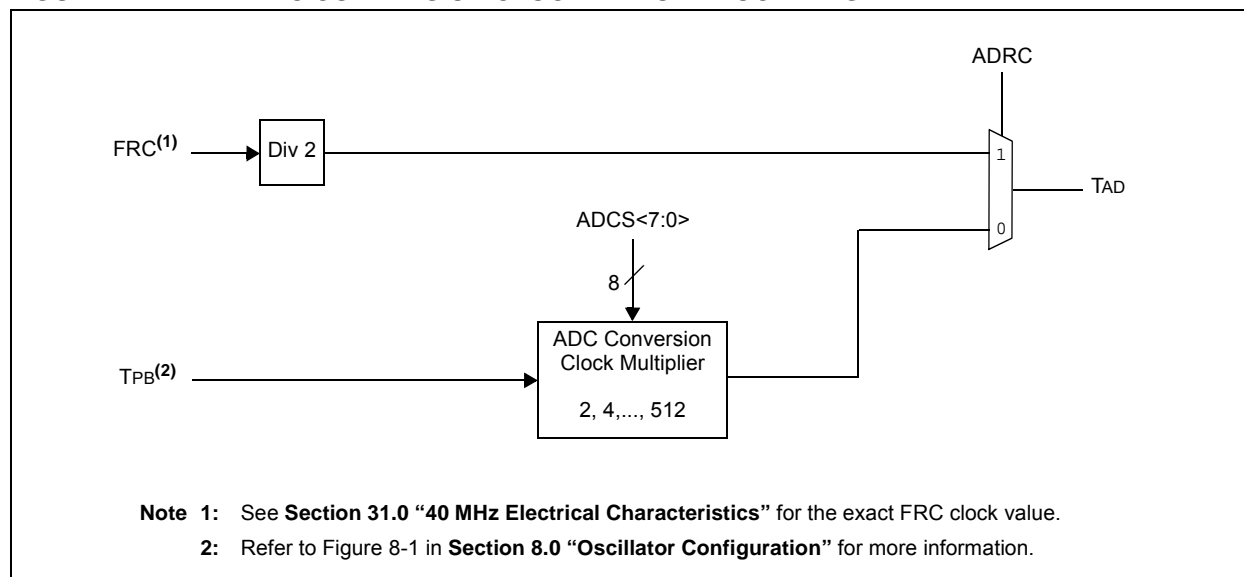 ADRC
FRC(1)
Div 2
1
TAD
ADCS<7:0>
0
8
ADC Conversion
Clock Multiplier
2, 4,..., 512
TPB(2)
Note 1: See Section 31.0 “40 MHz Electrical Characteristics” for the exact FRC clock value.
2: Refer to Figure 8-1 in Section 8.0 “Oscillator Configuration” for more information.